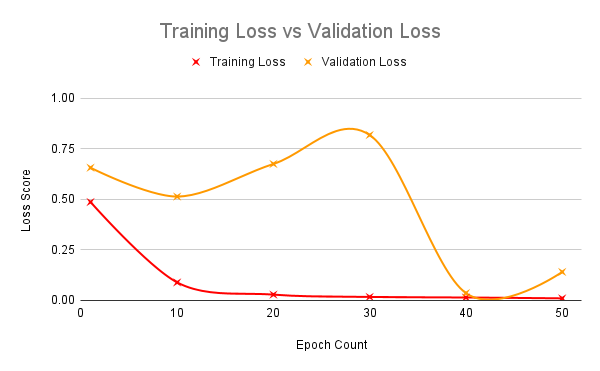 Training Loss vs Validation Loss
Training Loss Validation Loss
1.00
0.75
0.50
0.25
0.00
Loss Score
0 10 20 30 40 50
Epoch Count